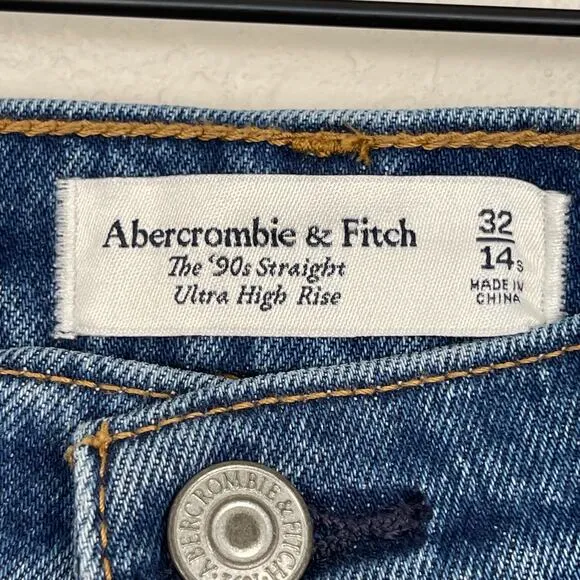 Abercrombie & Fitch
The '90s Straight
Ultra High Rise
32
14s
MADE IN
CHINA
ABERCROMBIE & FITCH